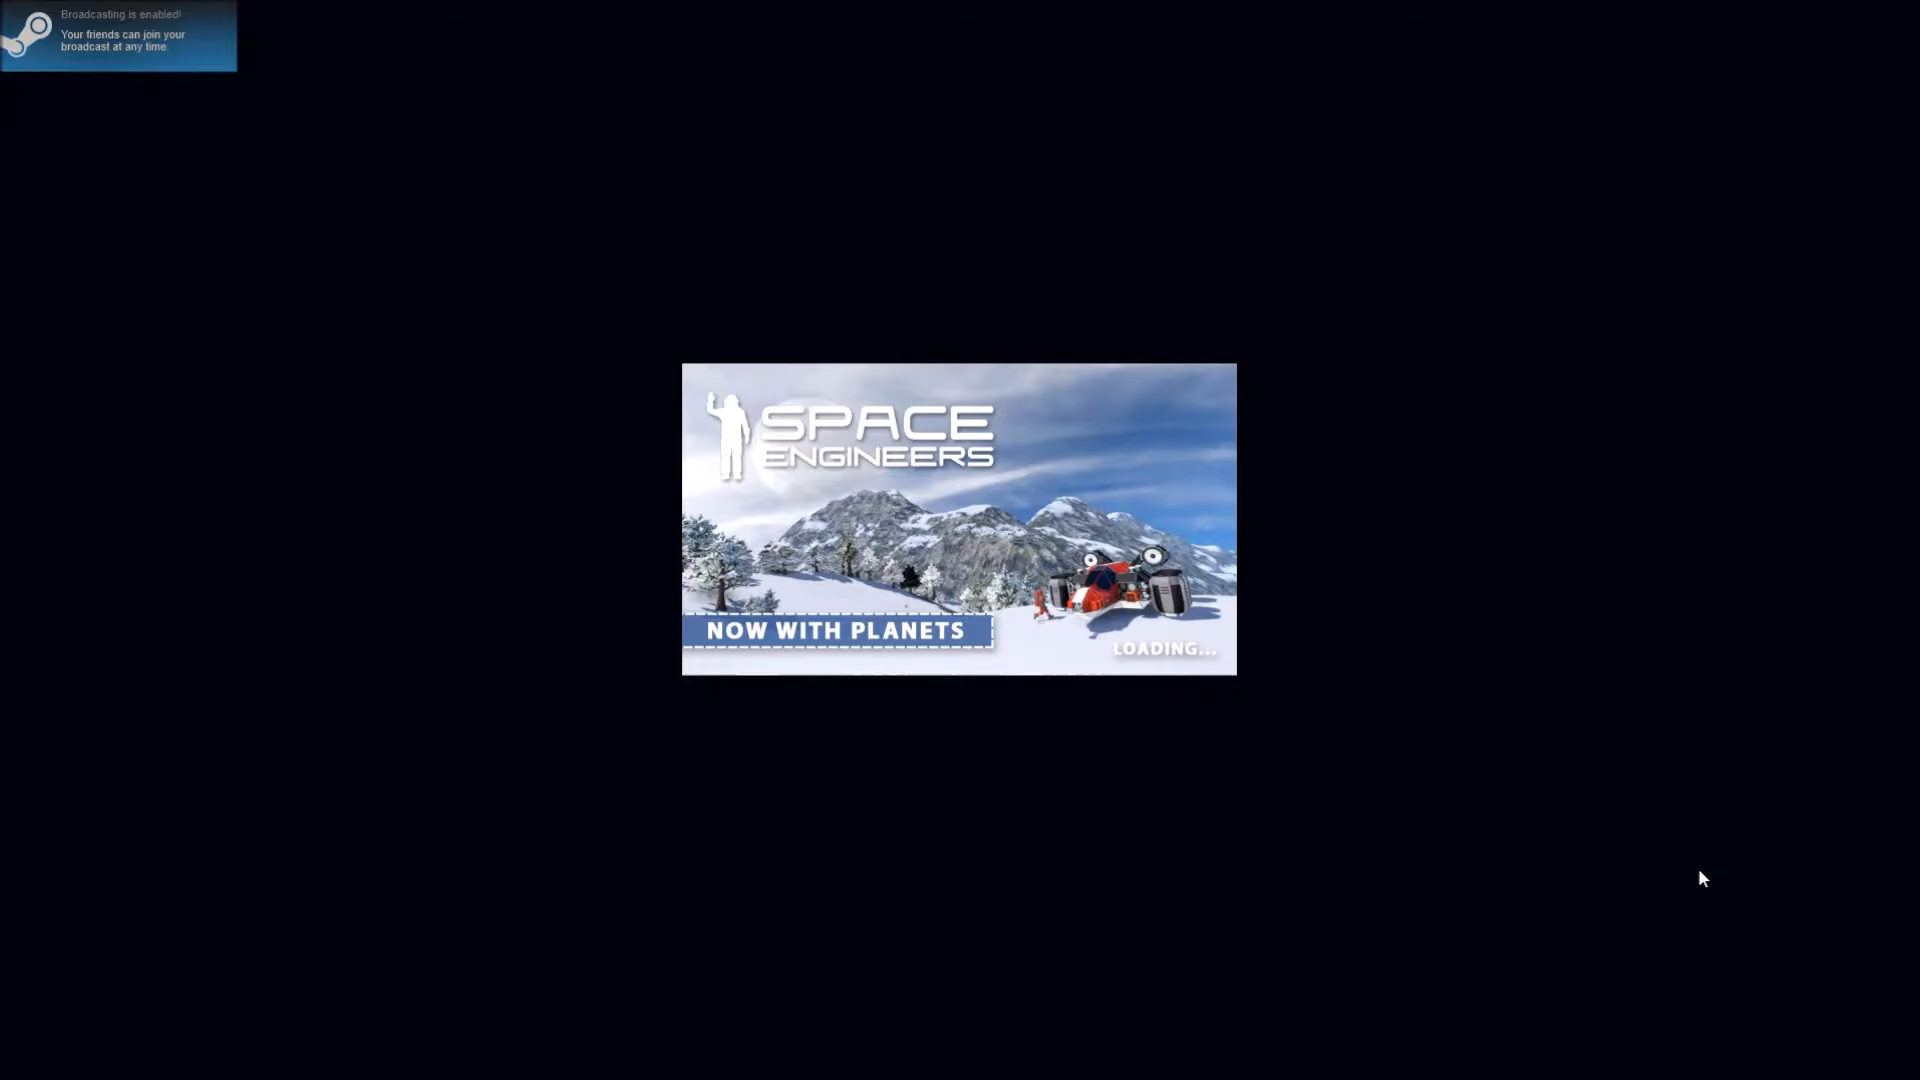 Broadcasting is enabled!
Your friends can join your
broadcast at any time.
SPACE
ENGINEERS
NOW WITH PLANETS
LOADING...